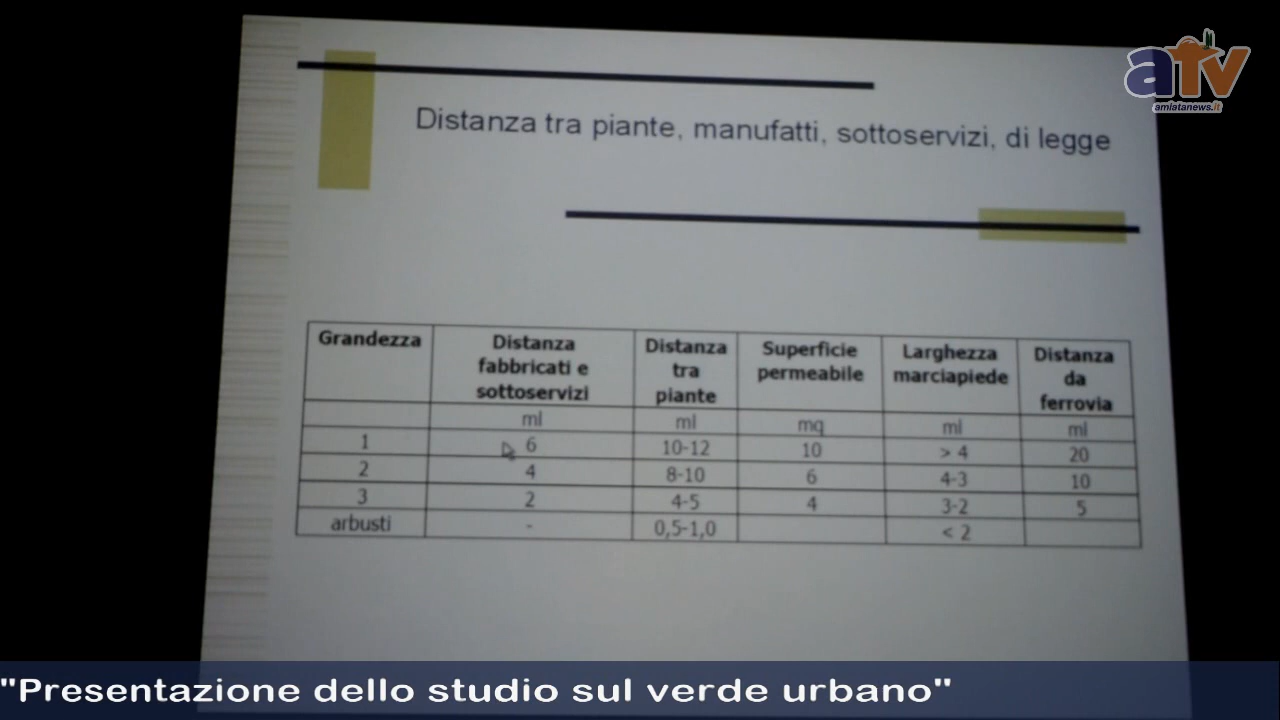 aTv
amiatanews.it
Distanza tra piante, manufatti, sottoservizi, di legge
Grandezza | Distanza fabbricati e sottoservizi | Distanza tra piante | Superficie permeabile | Larghezza marciapiede | Distanza da ferrovia
ml | ml | mq | ml | ml
1 | 6 | 10-12 | 10 | > 4 | 20
2 | 4 | 8-10 | 6 | 4-3 | 10
3 | 2 | 4-5 | 4 | 3-2 | 5
arbusti | - | 0,5-1,0 | | < 2 |
"Presentazione dello studio sul verde urbano"